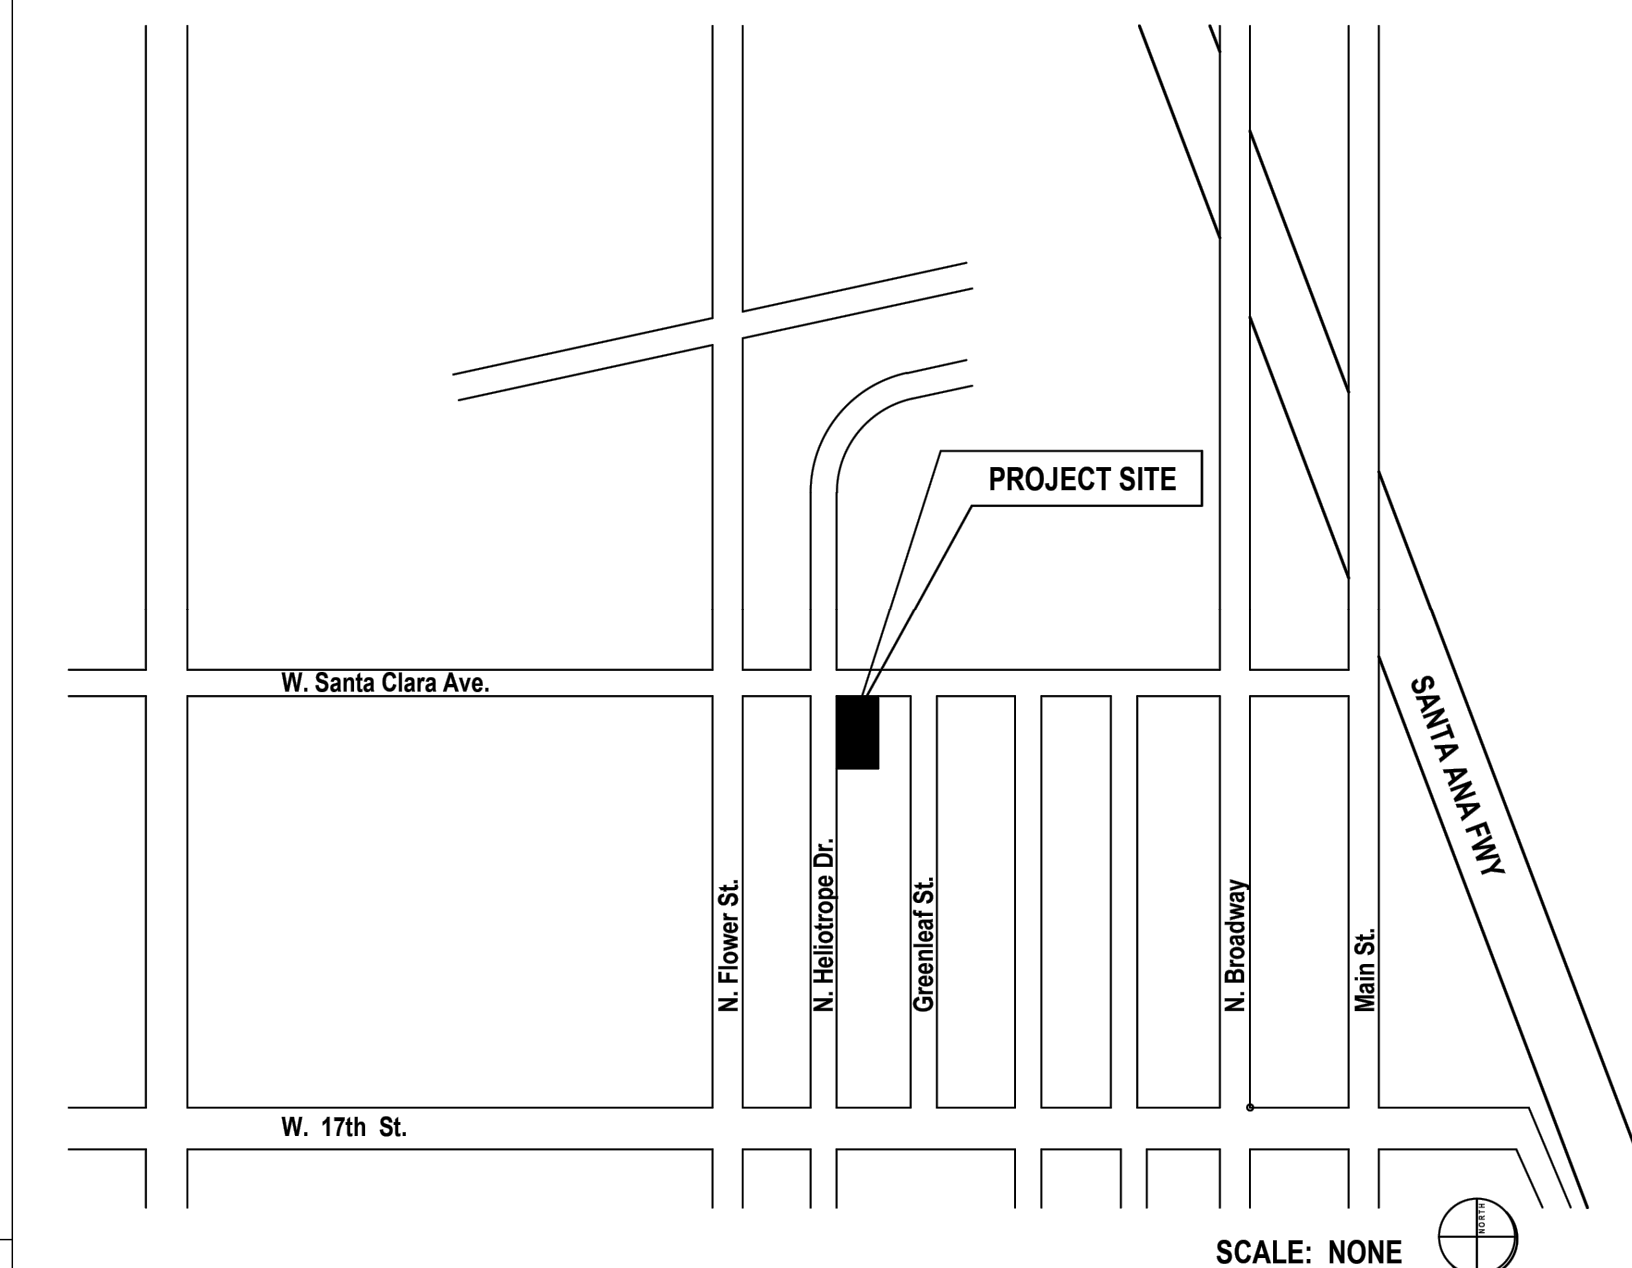 PROJECT SITE
W. Santa Clara Ave.
SANTA ANA FWY
N. Flower St.
N. Heliotrope Dr.
Greenleaf St.
N. Broadway
Main St.
W. 17th St.
NORTH
SCALE: NONE